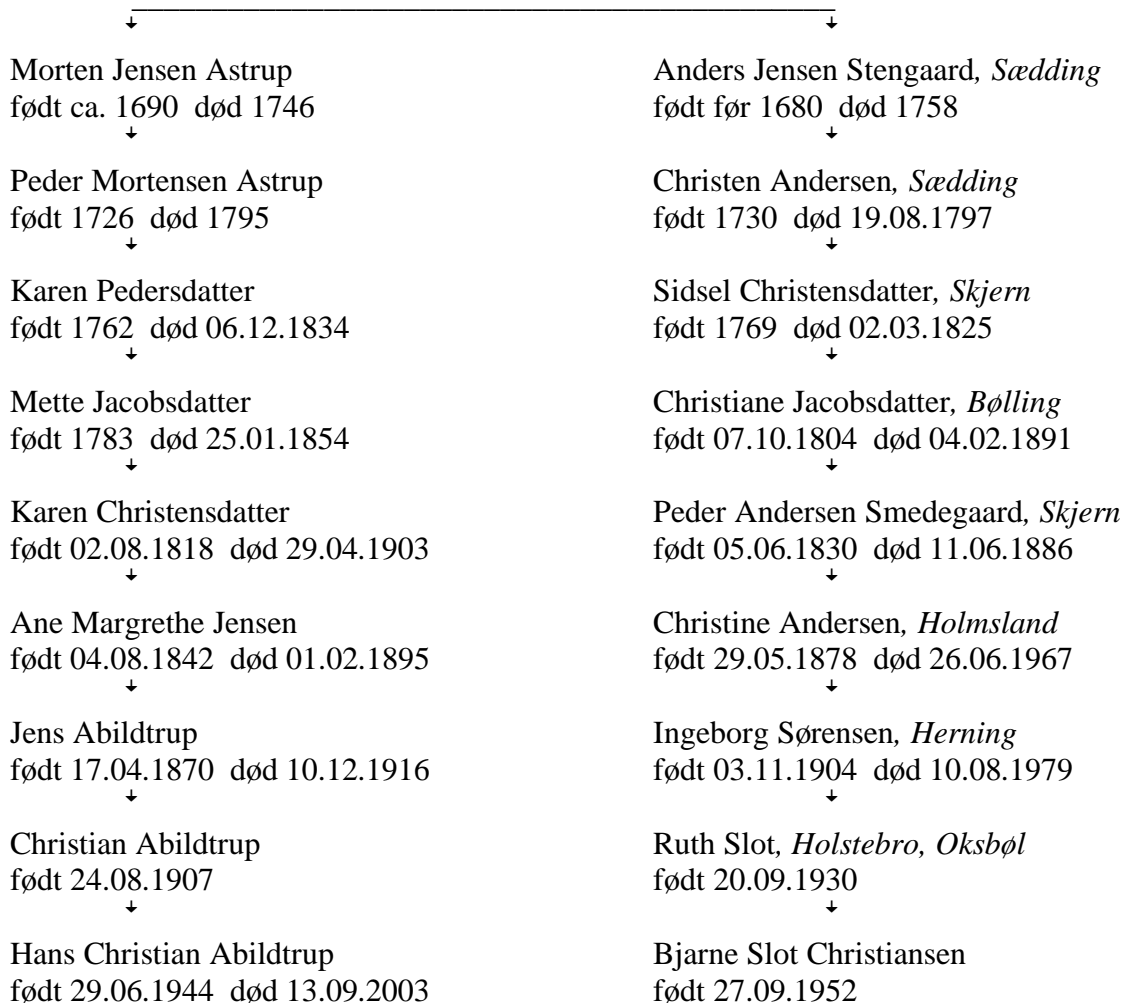 Morten Jensen Astrup
født ca. 1690 død 1746
Peder Mortensen Astrup
født 1726 død 1795
Karen Pedersdatter
født 1762 død 06.12.1834
Mette Jacobsdatter
født 1783 død 25.01.1854
Karen Christensdatter
født 02.08.1818 død 29.04.1903
Ane Margrethe Jensen
født 04.08.1842 død 01.02.1895
Jens Abildtrup
født 17.04.1870 død 10.12.1916
Christian Abildtrup
født 24.08.1907
Hans Christian Abildtrup
født 29.06.1944 død 13.09.2003
Anders Jensen Stengaard, Sædding
født før 1680 død 1758
Christen Andersen, Sædding
født 1730 død 19.08.1797
Sidsel Christensdatter, Skjern
født 1769 død 02.03.1825
Christiane Jacobsdatter, Bølling
født 07.10.1804 død 04.02.1891
Peder Andersen Smedegaard, Skjern
født 05.06.1830 død 11.06.1886
Christine Andersen, Holmsland
født 29.05.1878 død 26.06.1967
Ingeborg Sørensen, Herning
født 03.11.1904 død 10.08.1979
Ruth Slot, Holstebro, Oksbøl
født 20.09.1930
Bjarne Slot Christiansen
født 27.09.1952